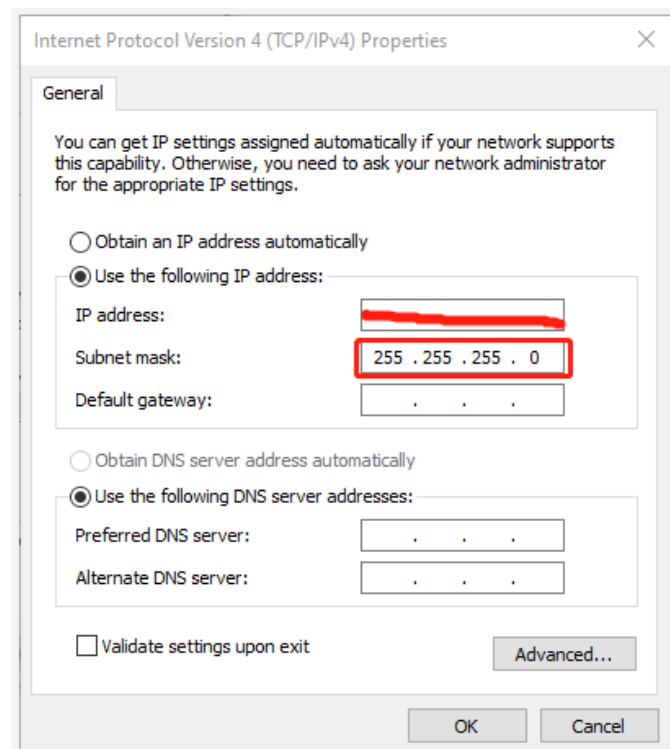 Internet Protocol Version 4 (TCP/IPv4) Properties
General
You can get IP settings assigned automatically if your network supports
this capability. Otherwise, you need to ask your network administrator
for the appropriate IP settings.
Obtain an IP address automatically
Use the following IP address:
IP address:
Subnet mask: 255 . 255 . 255 . 0
Default gateway: . . .
Obtain DNS server address automatically
Use the following DNS server addresses:
Preferred DNS server: . . .
Alternate DNS server: . . .
Validate settings upon exit
Advanced...
OK Cancel